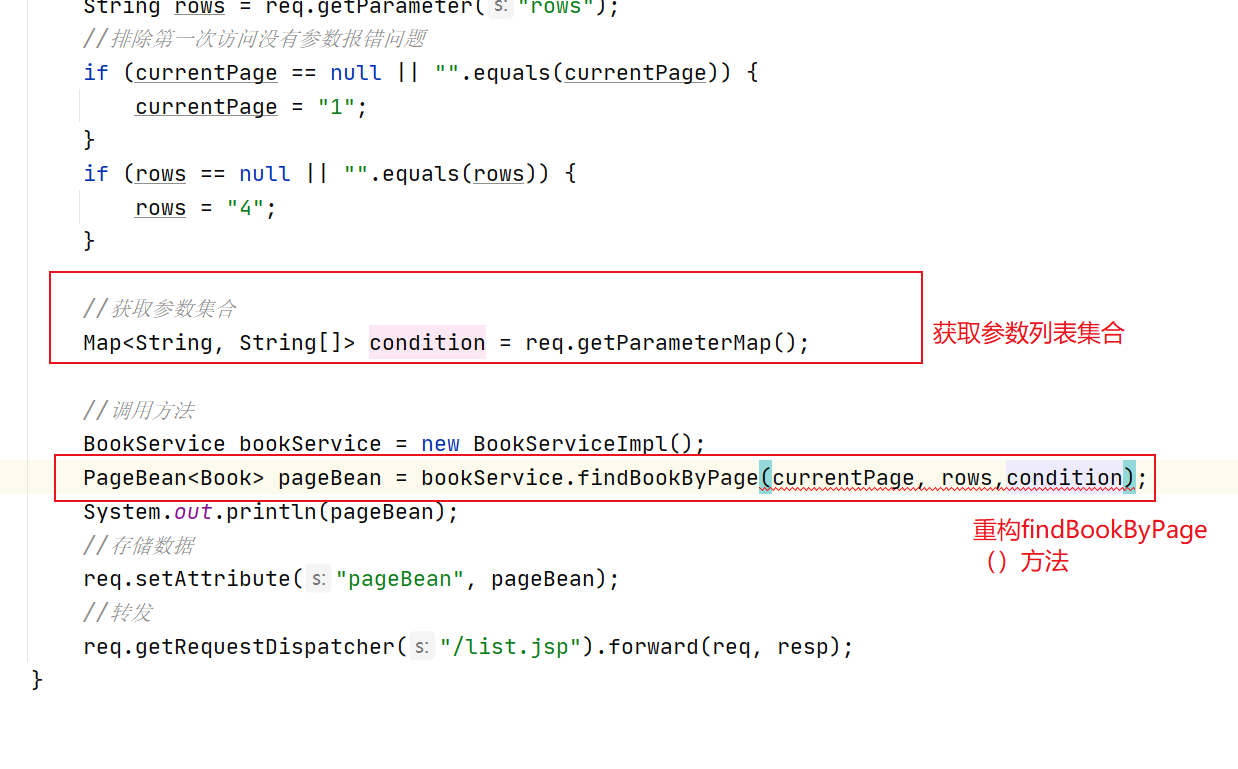 String rows = req.getParameter( s: "rows");
//排除第一次访问没有参数报错问题
if (currentPage == null || "".equals(currentPage)) {
currentPage = "1";
}
if (rows == null || "".equals(rows)) {
rows = "4";
}
//获取参数集合
Map<String, String[]> condition = req.getParameterMap();
获取参数列表集合
//调用方法
BookService bookService = new BookServiceImpl();
PageBean<Book> pageBean = bookService.findBookByPage(currentPage, rows,condition);
System.out.println(pageBean);
重构findBookByPage
（）方法
//存储数据
req.setAttribute( s: "pageBean", pageBean);
//转发
req.getRequestDispatcher( s: "/list.jsp").forward(req, resp);
}